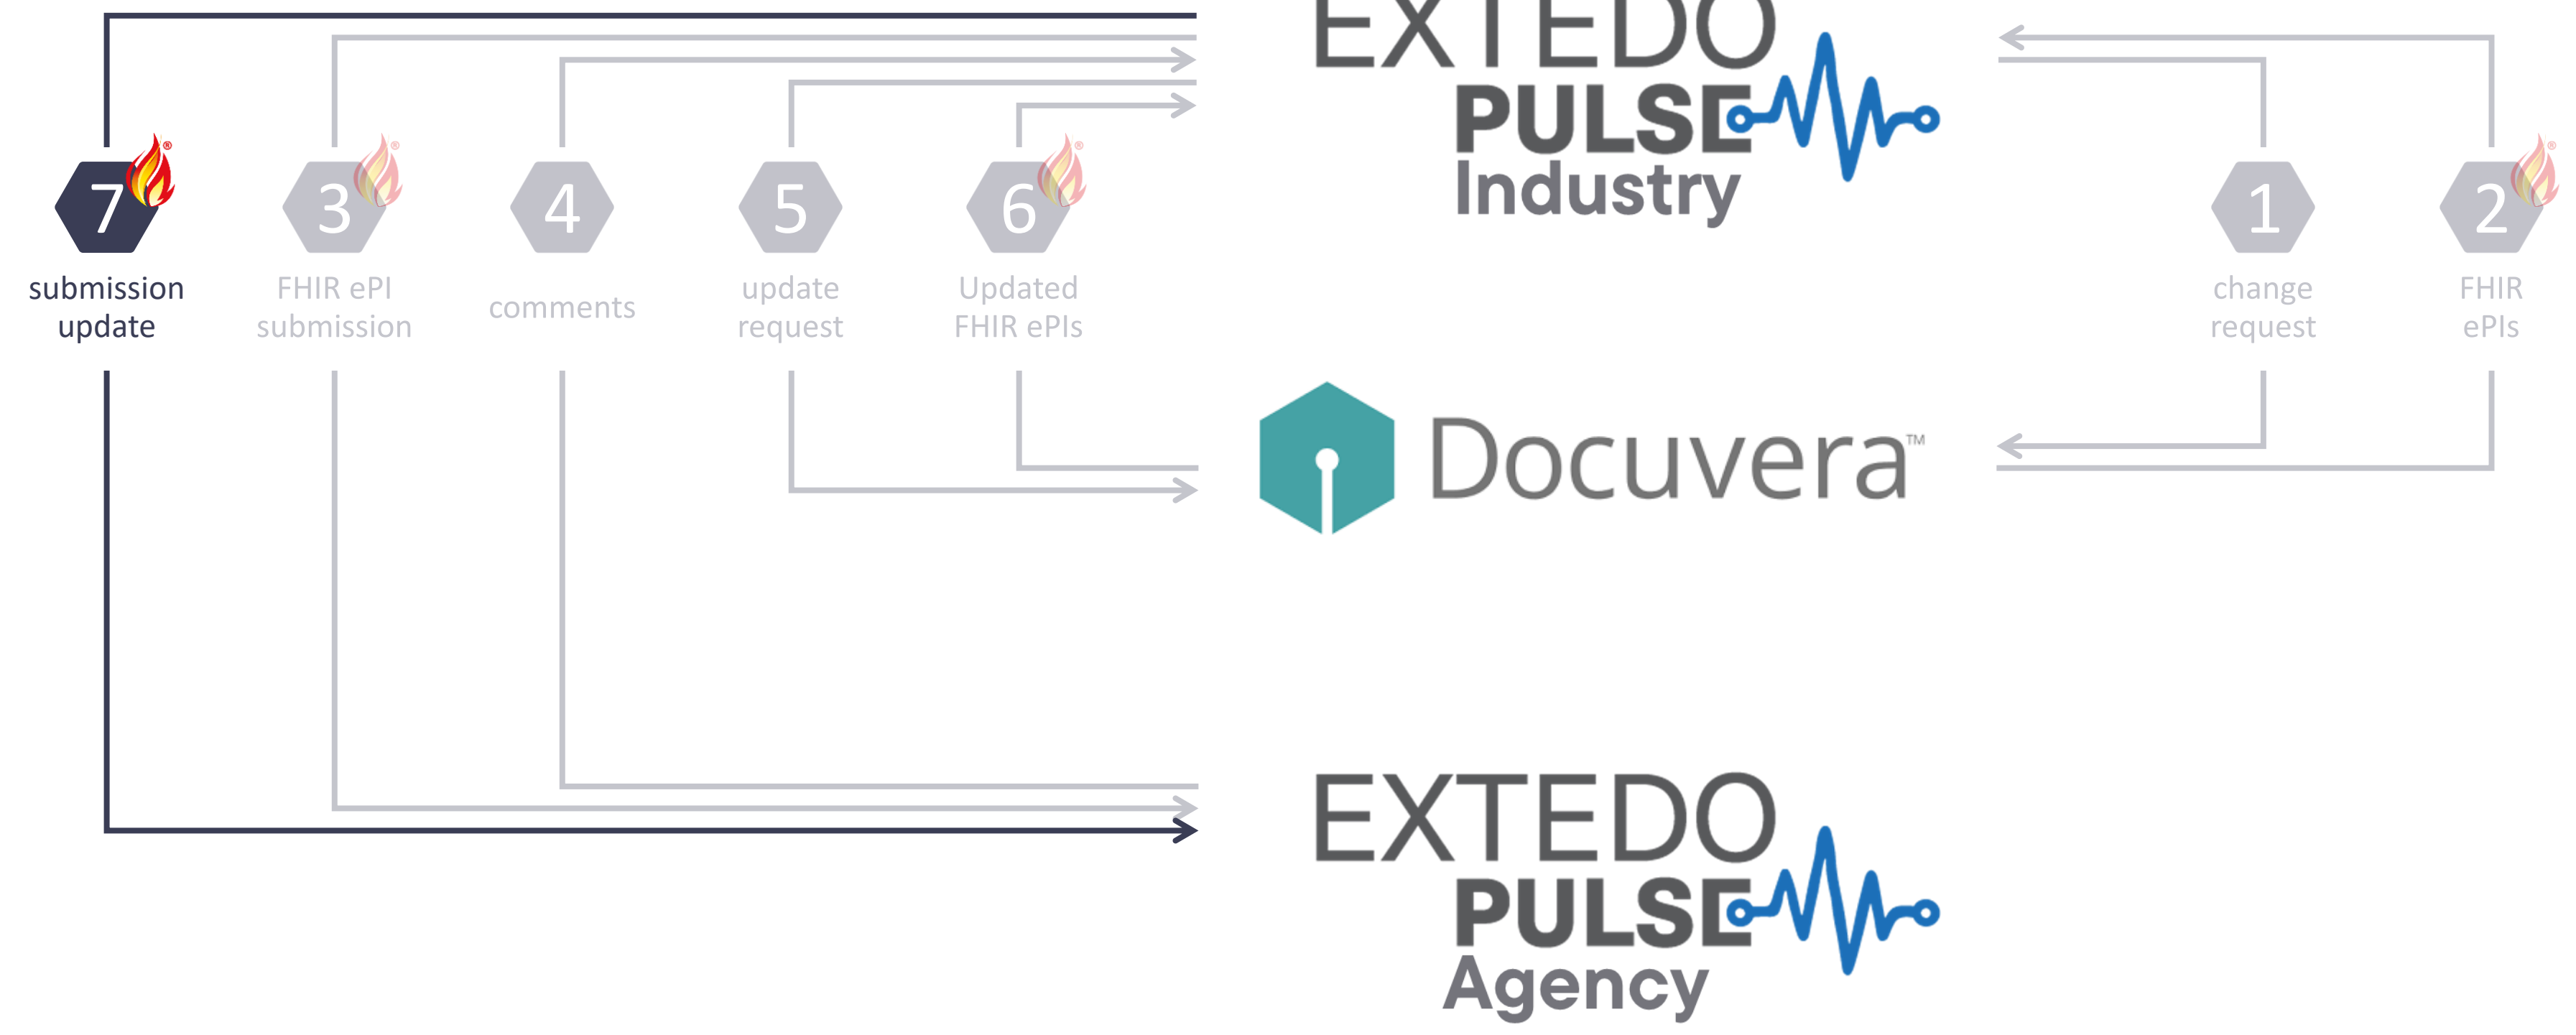 EXTEDO
PULSE
Industry
7
submission
update
3
FHIR ePI
submission
4
comments
5
update
request
6
Updated
FHIR ePIs
1
change
request
2
FHIR
ePIs
Docuvera™
EXTEDO
PULSE
Agency